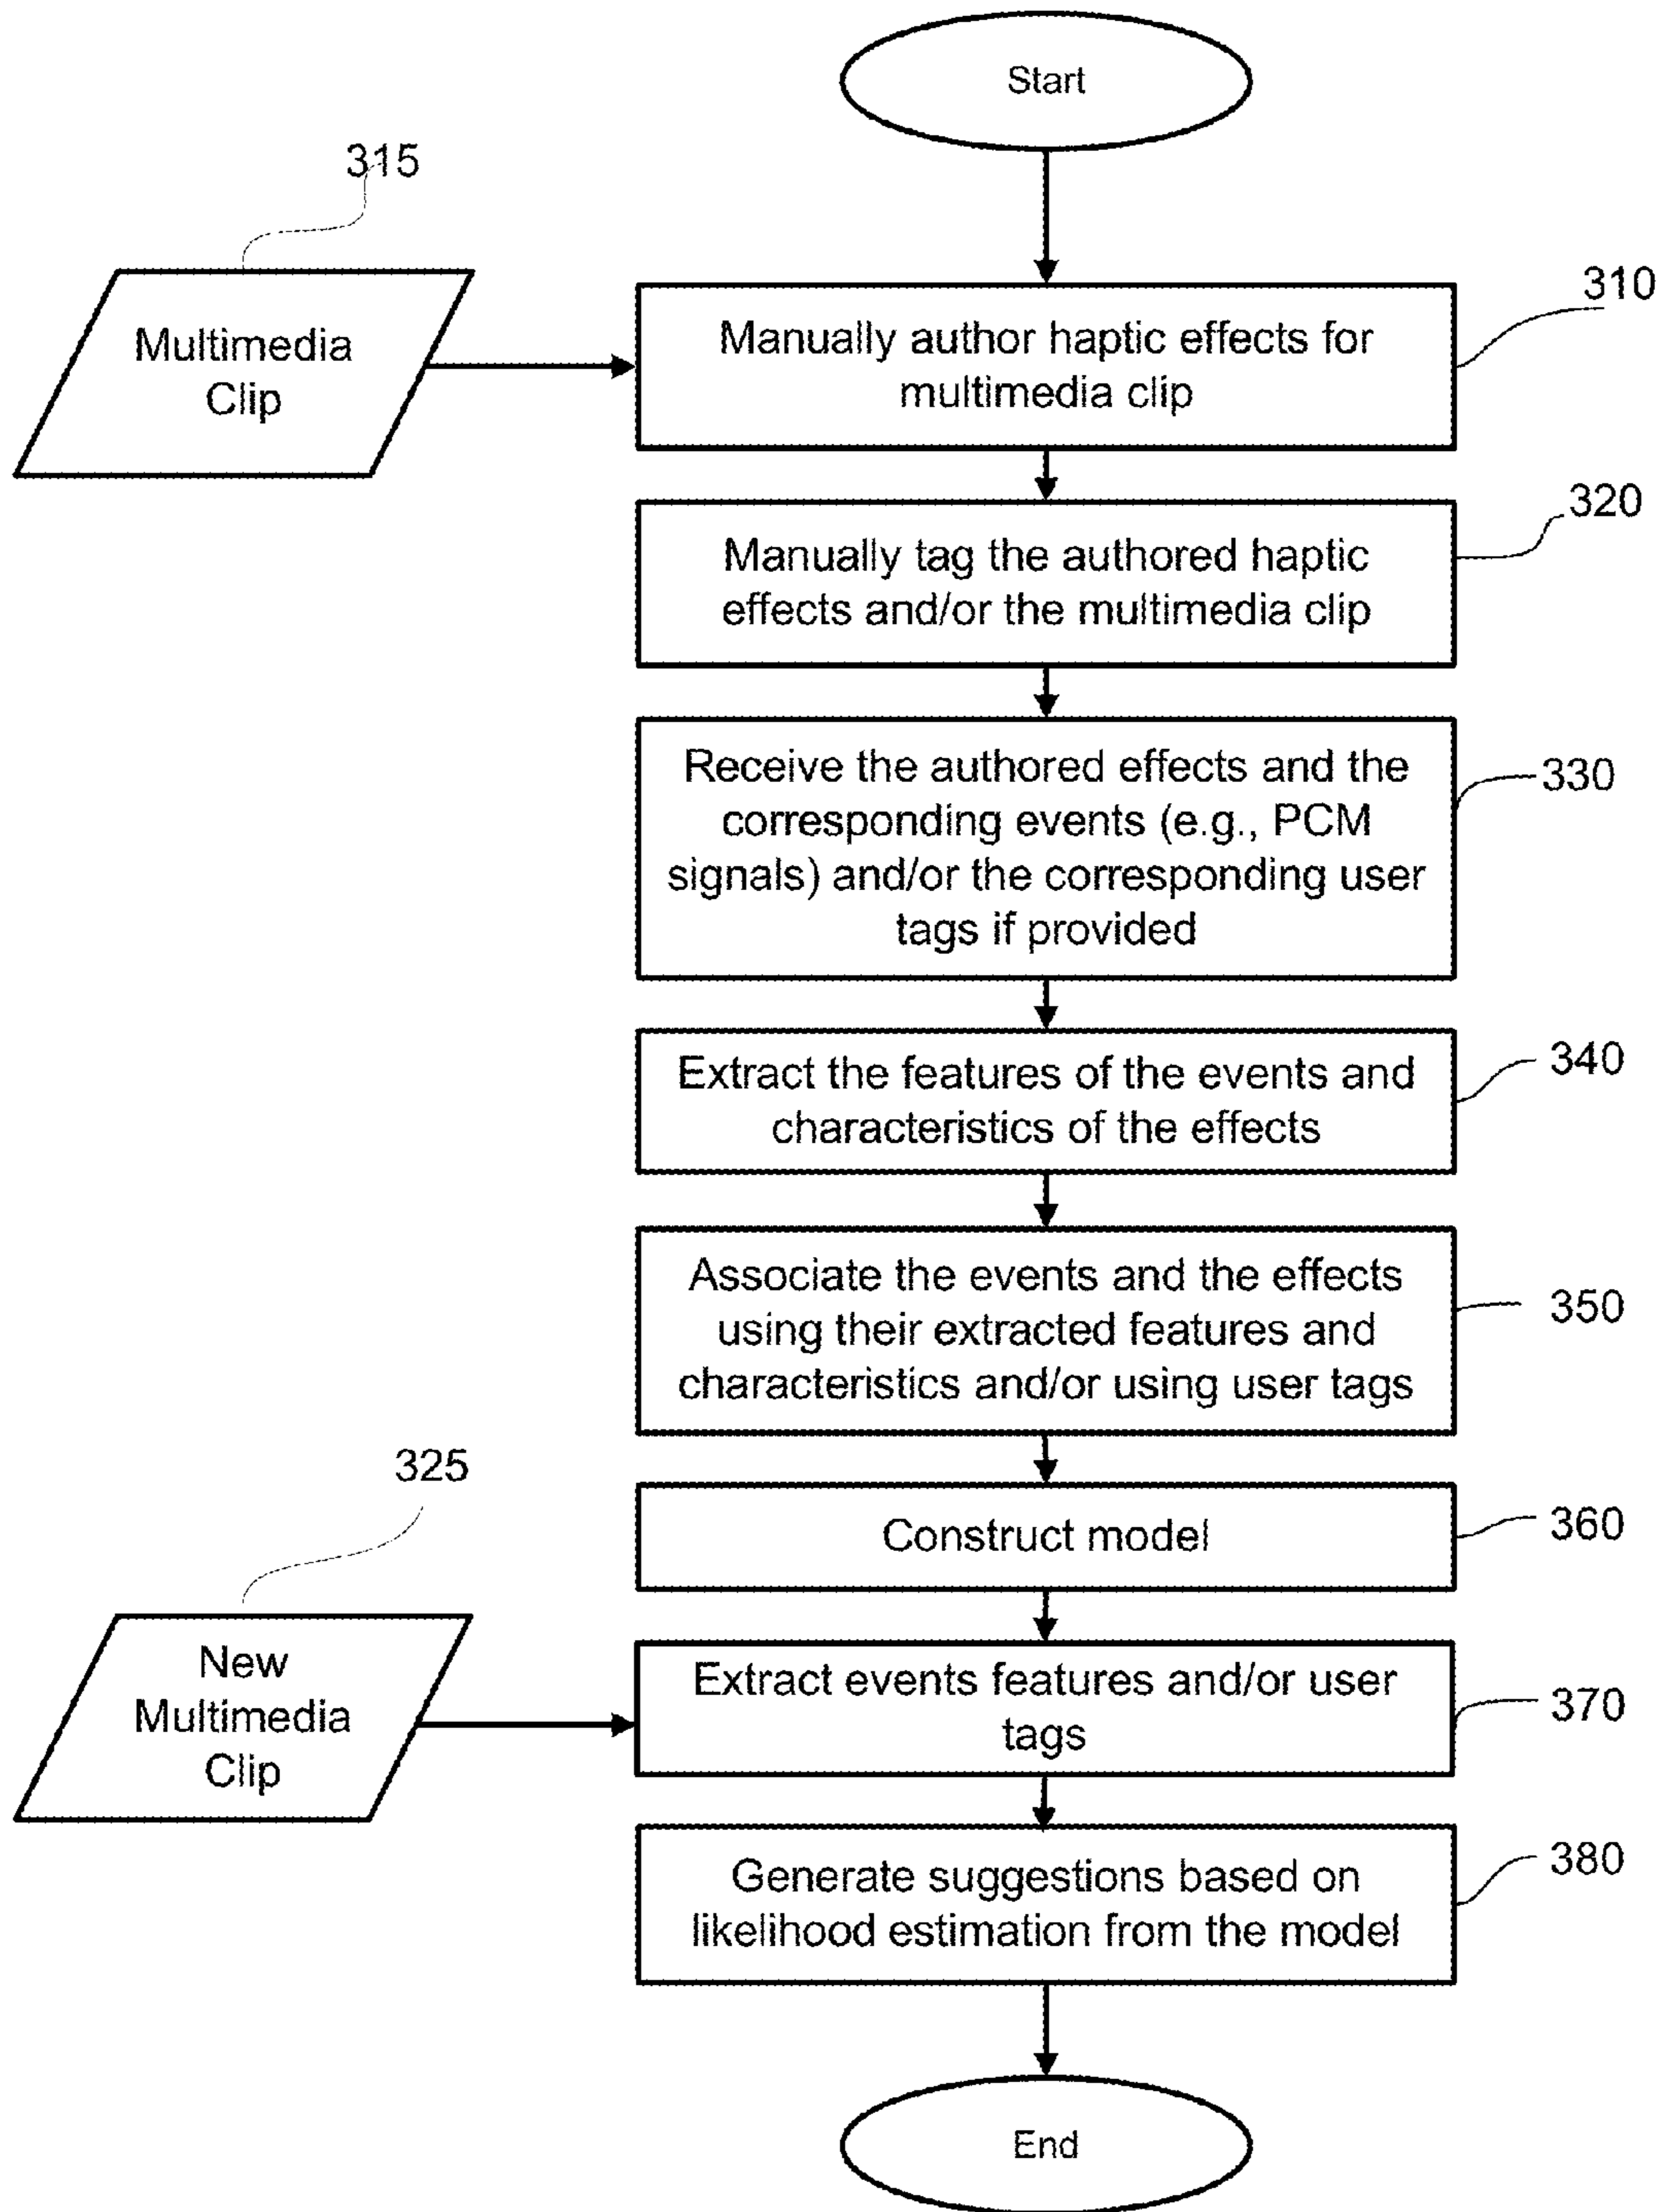 Start
315
Multimedia
Clip
310
Manually author haptic effects for
multimedia clip
320
Manually tag the authored haptic
effects and/or the multimedia clip
330
Receive the authored effects and the
corresponding events (e.g., PCM
signals) and/or the corresponding user
tags if provided
340
Extract the features of the events and
characteristics of the effects
350
Associate the events and the effects
using their extracted features and
characteristics and/or using user tags
325
360
Construct model
New
Multimedia
Clip
370
Extract events features and/or user
tags
380
Generate suggestions based on
likelihood estimation from the model
End